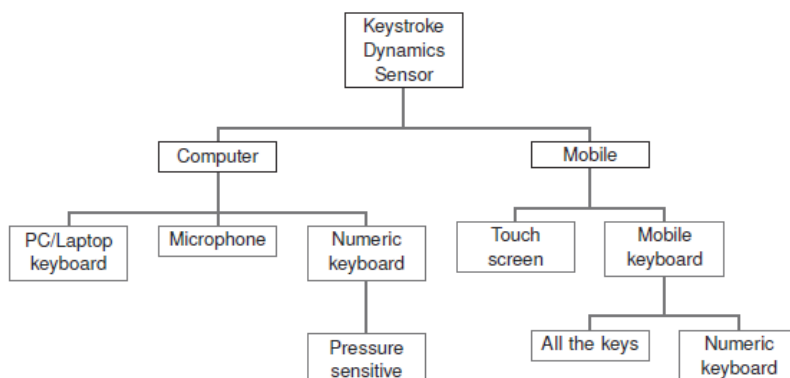 Keystroke
Dynamics
Sensor
Computer
Mobile
PC/Laptop
keyboard
Microphone
Numeric
keyboard
Touch
screen
Mobile
keyboard
Pressure
sensitive
All the keys
Numeric
keyboard